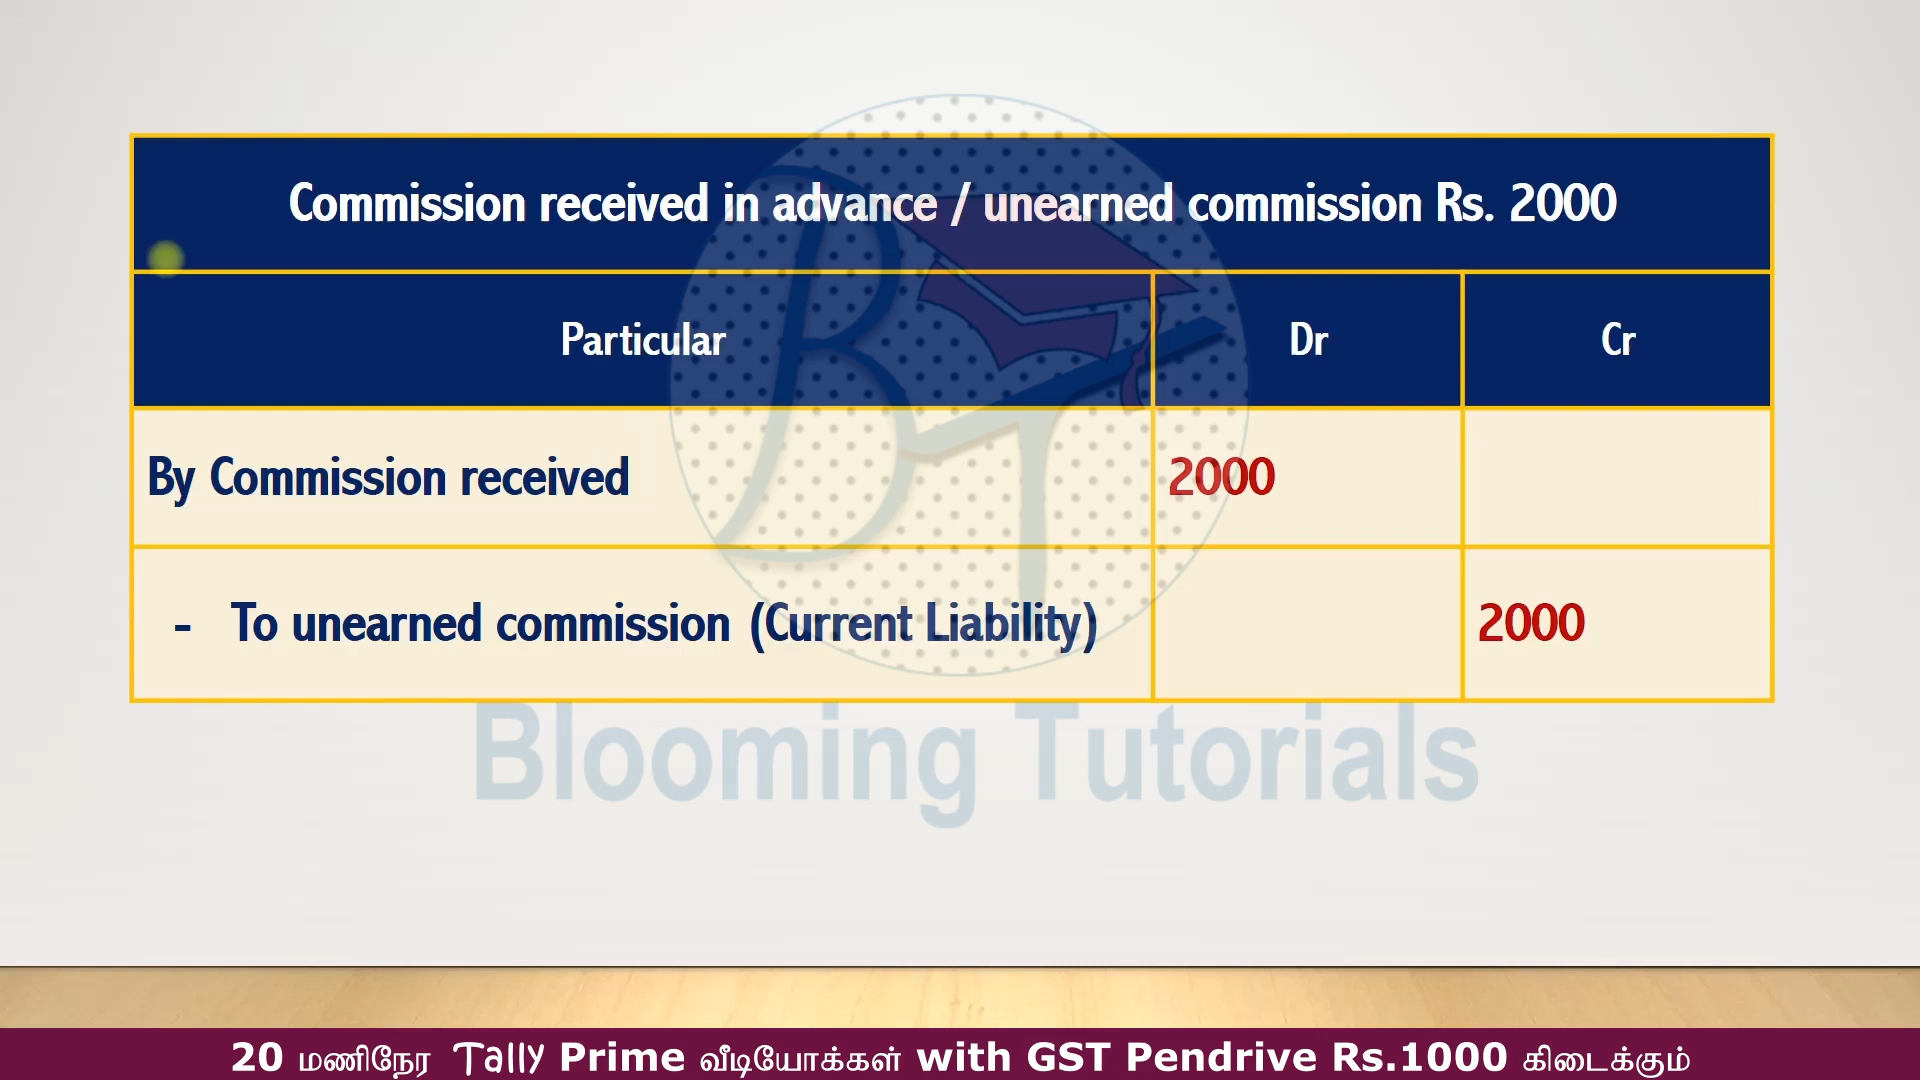 Commission received in advance / unearned commission Rs. 2000
Particular Dr Cr
By Commission received 2000
- To unearned commission (Current Liability) 2000
Blooming Tutorials
20 மணிநேர Tally Prime வீடியோக்கள் with GST Pendrive Rs.1000 கிடைக்கும்